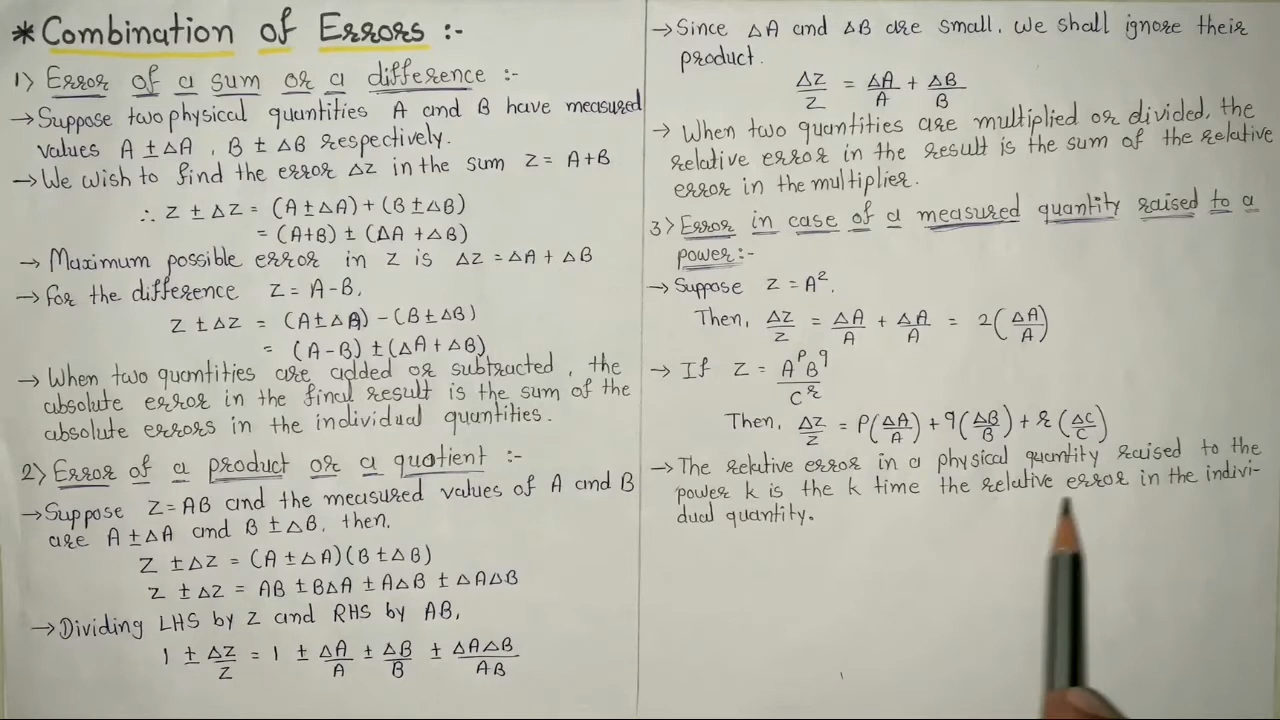 * Combination of Errors :-
1) Error of a sum or a difference :-
→ Suppose two physical quantities A and B have measured
values A ± ΔA , B ± ΔB respectively.
→ We wish to find the error ΔZ in the sum Z = A+B
∴ Z ± ΔZ = (A ± ΔA) + (B ± ΔB)
= (A+B) ± (ΔA + ΔB)
→ Maximum possible error in Z is ΔZ = ΔA + ΔB
→ For the difference Z = A-B,
Z ± ΔZ = (A ± ΔA) - (B ± ΔB)
= (A-B) ± (ΔA + ΔB)
→ When two quantities are added or subtracted, the
absolute error in the final result is the sum of the
absolute errors in the individual quantities.
2) Error of a product or a quotient :-
→ Suppose Z = AB and the measured values of A and B
are A ± ΔA and B ± ΔB, then.
Z ± ΔZ = (A ± ΔA) (B ± ΔB)
Z ± ΔZ = AB ± BΔA ± AΔB ± ΔAΔB
→ Dividing LHS by Z and RHS by AB,
1 ± ΔZ/Z = 1 ± ΔA/A ± ΔB/B ± ΔAΔB/AB
→ Since ΔA and ΔB are small, we shall ignore their
product.
ΔZ/Z = ΔA/A + ΔB/B
→ When two quantities are multiplied or divided, the
relative error in the result is the sum of the relative
error in the multiplier.
3) Error in case of a measured quantity raised to a
power :-
→ Suppose Z = A².
Then, ΔZ/Z = ΔA/A + ΔA/A = 2(ΔA/A)
→ If Z = A^p B^q / C^r
Then, ΔZ/Z = P(ΔA/A) + q(ΔB/B) + r(ΔC/C)
→ The relative error in a physical quantity raised to the
power k is the k time the relative error in the indivi-
dual quantity.